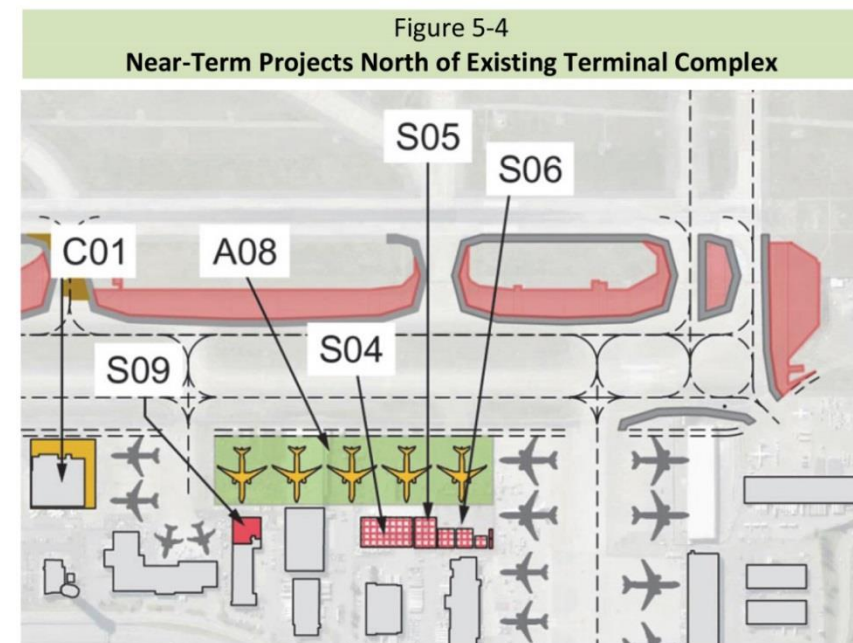 Figure 5-4
Near-Term Projects North of Existing Terminal Complex
S05
S06
C01
A08
S04
S09